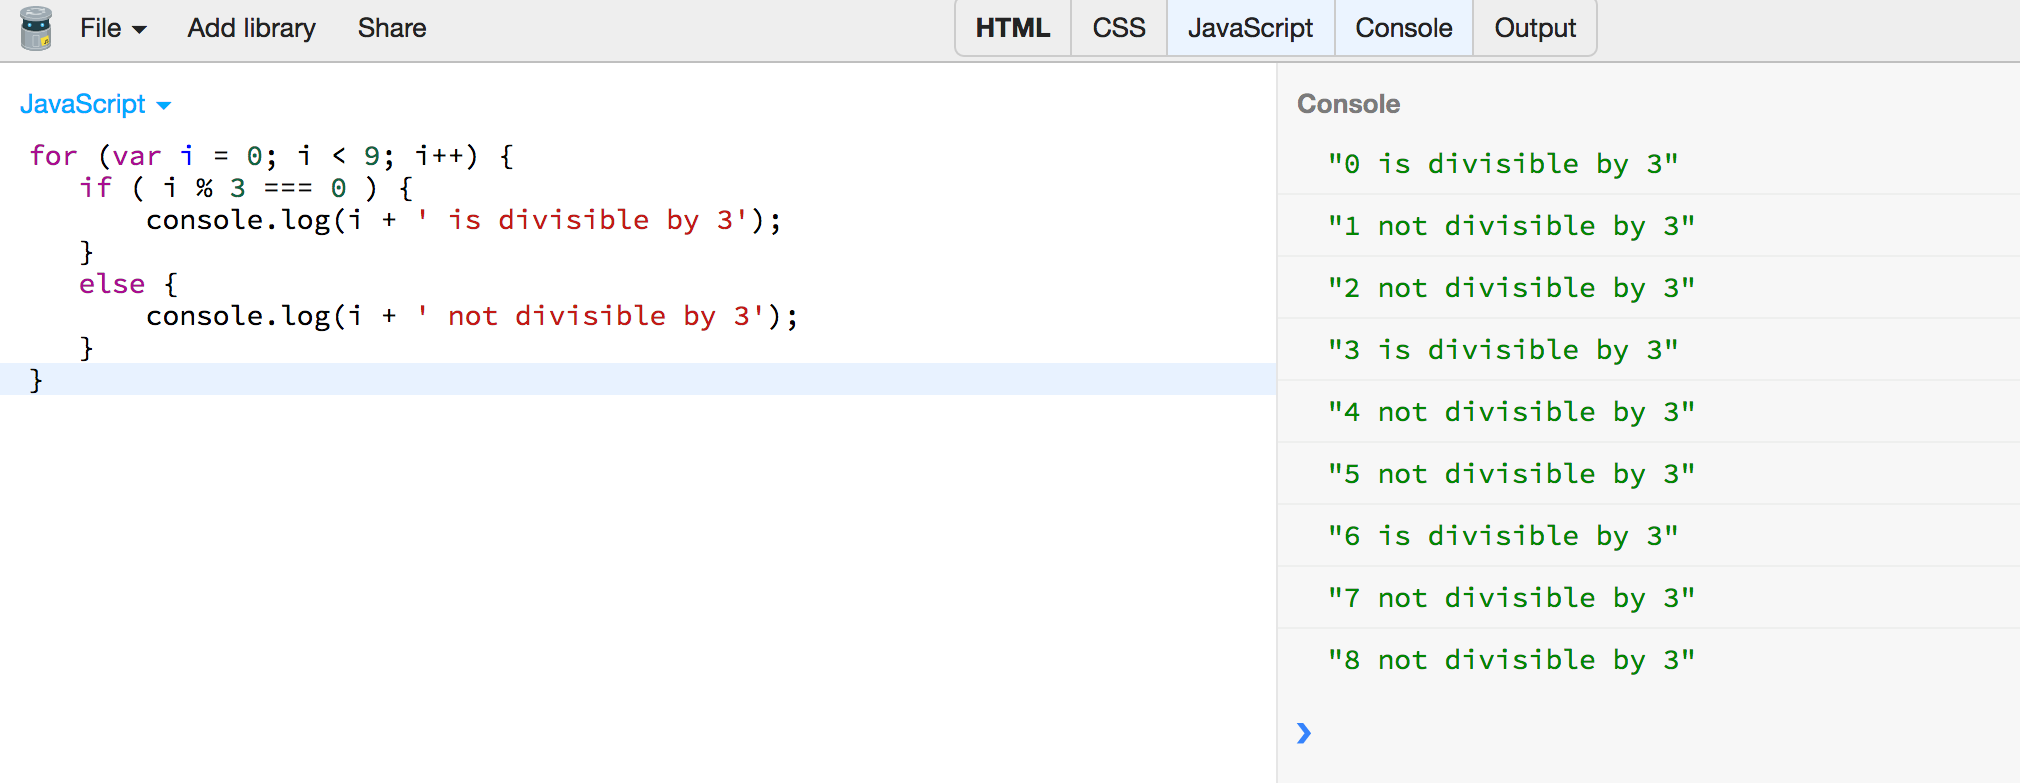 File Add library Share HTML CSS JavaScript Console Output
JavaScript
for (var i = 0; i < 9; i++) {
   if ( i % 3 === 0 ) {
       console.log(i + ' is divisible by 3');
   }
   else {
       console.log(i + ' not divisible by 3');
   }
}
Console
"0 is divisible by 3"
"1 not divisible by 3"
"2 not divisible by 3"
"3 is divisible by 3"
"4 not divisible by 3"
"5 not divisible by 3"
"6 is divisible by 3"
"7 not divisible by 3"
"8 not divisible by 3"